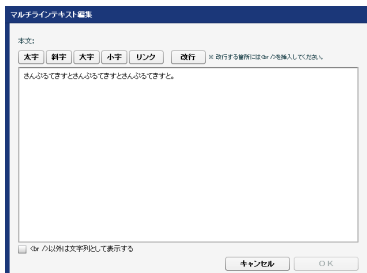 マルチラインテキスト編集
本文:
太字 斜字 大字 小字 リンク 改行 ※ 改行する箇所には<br />を挿入してください。
さんぷるてきすとさんぷるてきすとさんぷるてきすと。
<br />以外は文字列として表示する
キャンセル OK